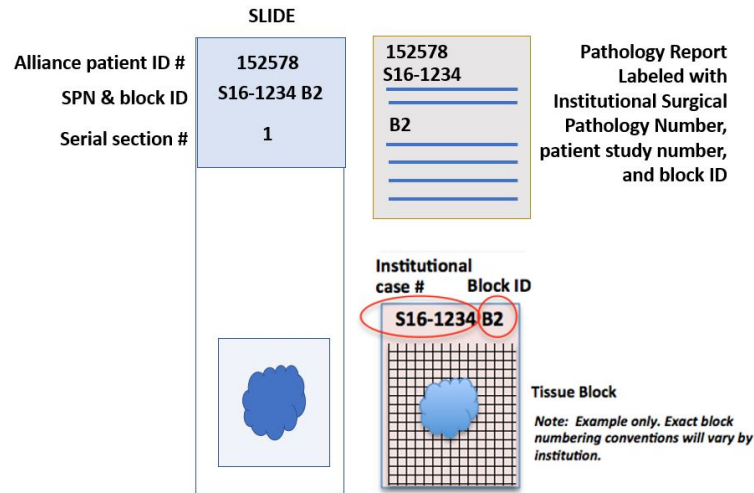 SLIDE
Alliance patient ID #
152578
SPN & block ID
S16-1234 B2
Serial section #
1
152578
S16-1234
B2
Pathology Report
Labeled with
Institutional Surgical
Pathology Number,
patient study number,
and block ID
Institutional
case #
Block ID
S16-1234 B2
Tissue Block
Note: Example only. Exact block
numbering conventions will vary by
institution.